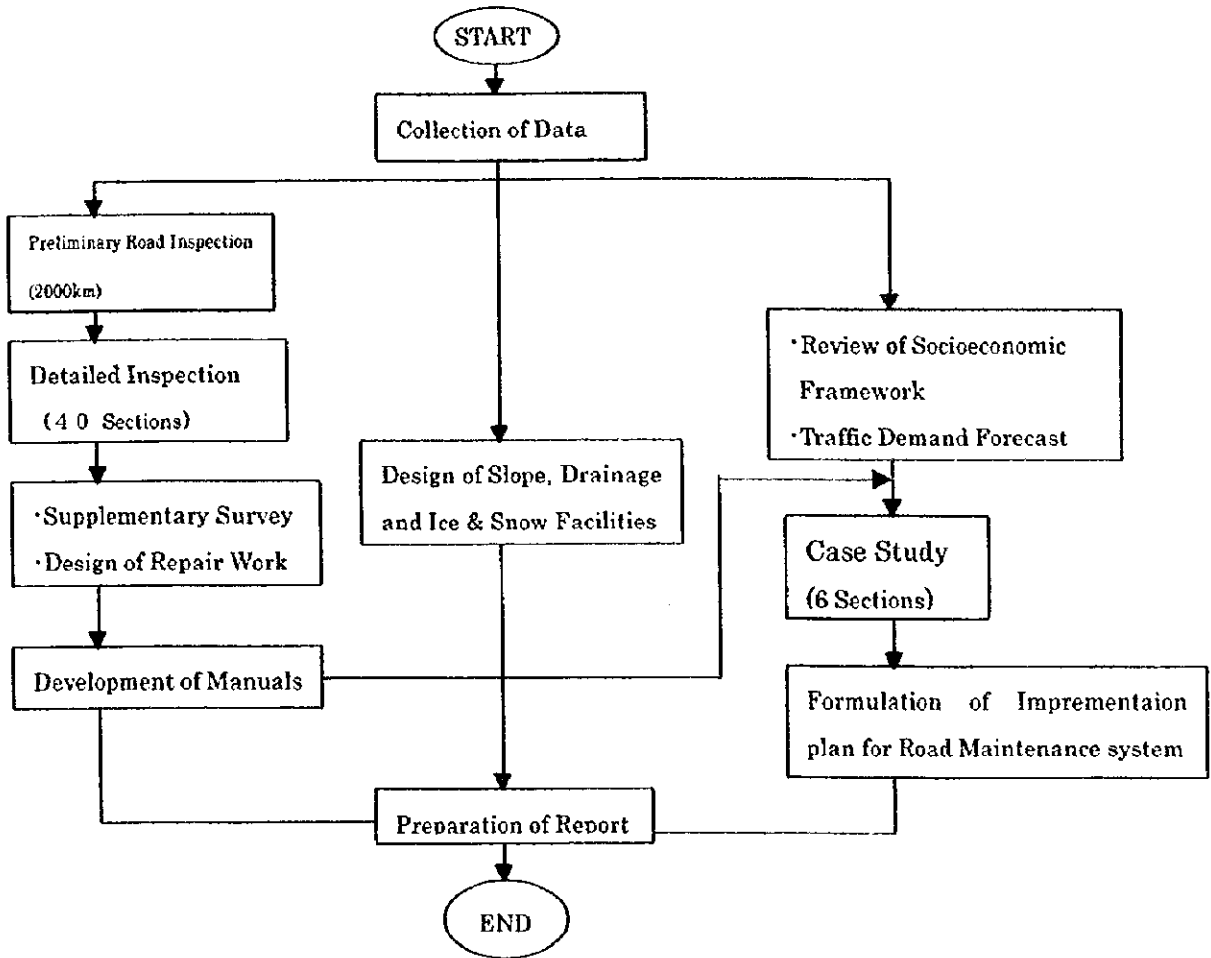 START
Collection of Data
Preliminary Road Inspection
(2000km)
Detailed Inspection
(４０ Sections)
・Supplementary Survey
・Design of Repair Work
Development of Manuals
Design of Slope, Drainage
and Ice & Snow Facilities
・Review of Socioeconomic
Framework
・Traffic Demand Forecast
Case Study
(6 Sections)
Formulation of Imprementaion
plan for Road Maintenance system
Preparation of Report
END